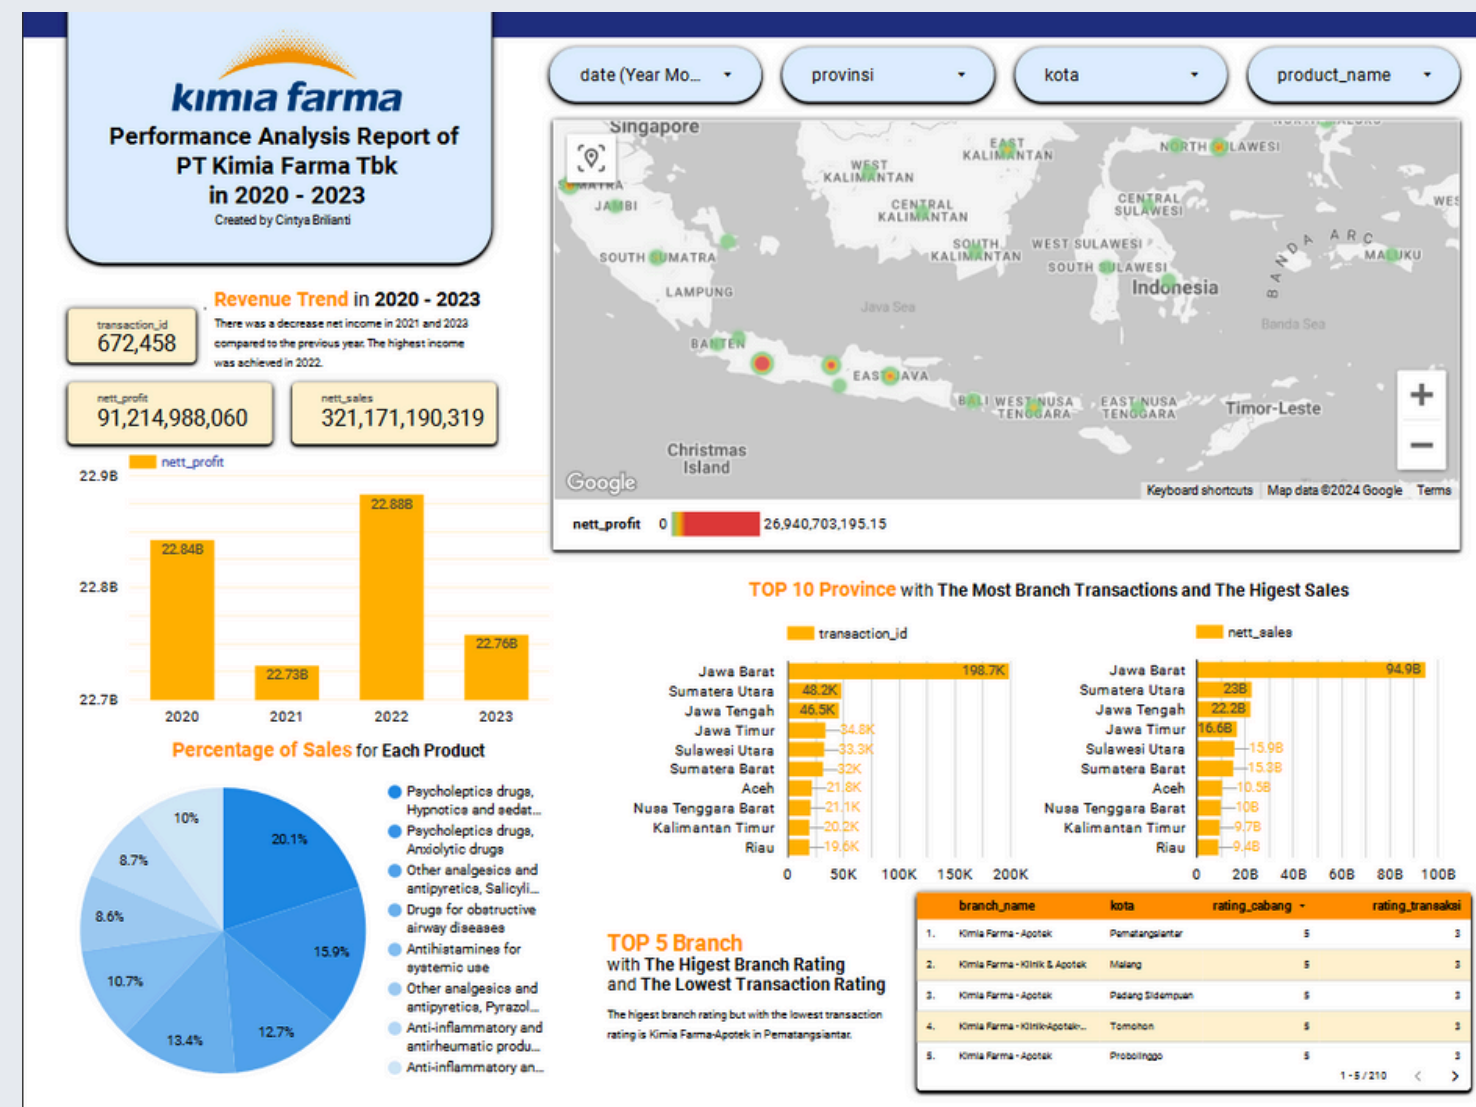 kimia farma
Performance Analysis Report of
PT Kimia Farma Tbk
in 2020 - 2023
Created by Cintya Brilianti
date (Year Mo...
provinsi
kota
product_name
Singapore
EAST
KALIMANTAN
NORTH SULAWESI
WEST
KALIMANTAN
SUMATRA
JAMBI
CENTRAL
KALIMANTAN
CENTRAL
SULAWESI
WES
SOUTH SUMATRA
SOUTH
KALIMANTAN
WEST SULAWESI
SOUTH SULAWESI
BANDA ARC
MALUKU
LAMPUNG
Indonesia
Java Sea
Banda Sea
BANTEN
EAST JAVA
BALI
WEST NUSA
TENGGARA
EAST NUSA
TENGGARA
Timor-Leste
Christmas
Island
Google
Keyboard shortcuts
Map data ©2024 Google
Terms
nett_profit 0 26,940,703,195.15
Revenue Trend in 2020 - 2023
There was a decrease net income in 2021 and 2023
compared to the previous year. The highest income
was achieved in 2022.
transaction_id
672,458
nett_profit
91,214,988,060
nett_sales
321,171,190,319
nett_profit
22.9B
22.8B
22.7B
22.84B
22.73B
22.88B
22.76B
2020 2021 2022 2023
Percentage of Sales for Each Product
20.1%
15.9%
12.7%
13.4%
10.7%
8.6%
8.7%
10%
Psycholeptics drugs,
Hypnotics and sedat...
Psycholeptics drugs,
Anxiolytic drugs
Other analgesics and
antipyretics, Salicyli...
Drugs for obstructive
airway diseases
Antihistamines for
systemic use
Other analgesics and
antipyretics, Pyrazol...
Anti-inflammatory and
antirheumatic produ...
Anti-inflammatory an...
TOP 10 Province with The Most Branch Transactions and The Higest Sales
transaction_id
Jawa Barat 198.7K
Sumatera Utara 48.2K
Jawa Tengah 46.5K
Jawa Timur 34.8K
Sulawesi Utara 33.3K
Sumatera Barat 32K
Aceh 21.8K
Nusa Tenggara Barat 21.1K
Kalimantan Timur 20.2K
Riau 19.6K
0 50K 100K 150K 200K
nett_sales
Jawa Barat 94.9B
Sumatera Utara 23B
Jawa Tengah 22.2B
Jawa Timur 16.6B
Sulawesi Utara 15.9B
Sumatera Barat 15.3B
Aceh 10.5B
Nusa Tenggara Barat 10B
Kalimantan Timur 9.7B
Riau 9.4B
0 20B 40B 60B 80B 100B
TOP 5 Branch
with The Higest Branch Rating
and The Lowest Transaction Rating
The higest branch rating but with the lowest transaction
rating is Kimia Farma-Apotek in Pematangsiantar.
branch_name kota rating_cabang rating_transaksi
1. Kimia Farma - Apotek Pematangsiantar 5 3
2. Kimia Farma - Klinik & Apotek Malang 5 3
3. Kimia Farma - Apotek Padang Sidempuan 5 3
4. Kimia Farma - Klinik-Apotek-... Tomohon 5 3
5. Kimia Farma - Apotek Probolinggo 5 3
1 - 5 / 210 < >